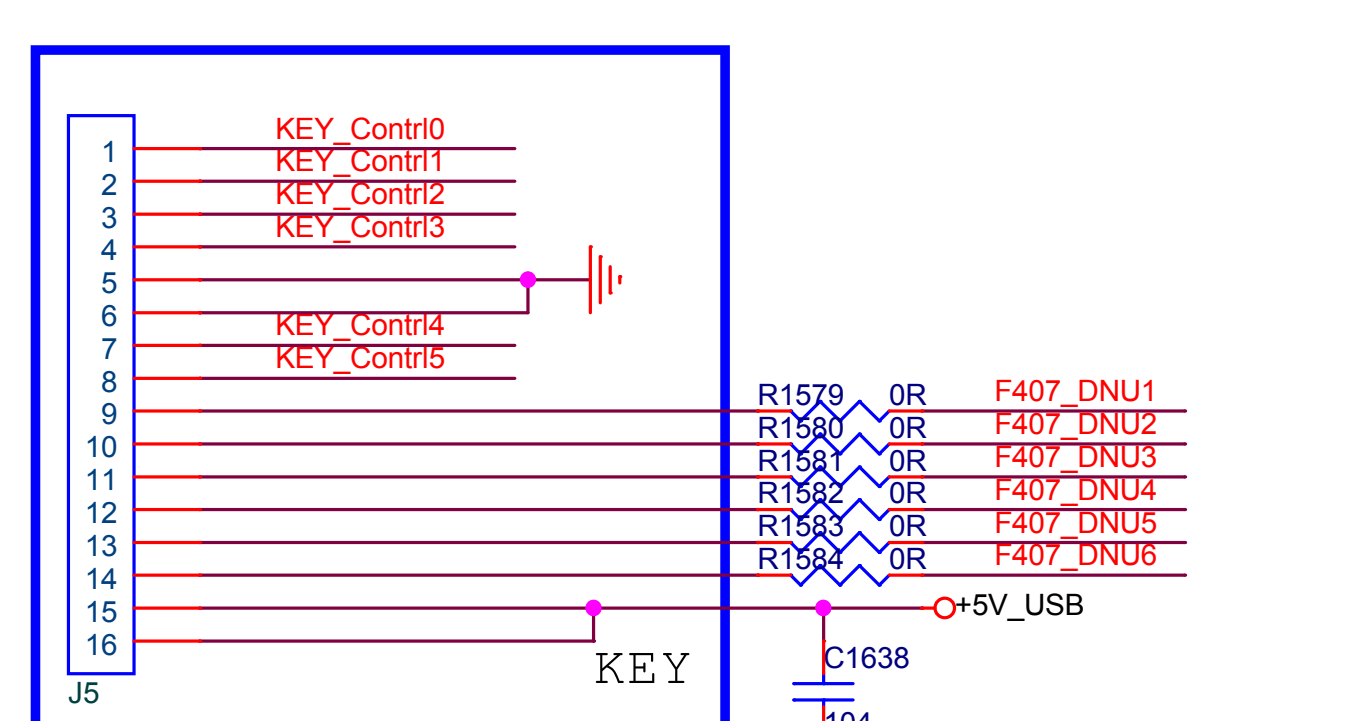 KEY_Contrl0
1
KEY_Contrl1
2
KEY_Contrl2
3
KEY_Contrl3
4
5
6
KEY_Contrl4
7
KEY_Contrl5
8
R1579 0R F407_DNU1
9
R1580 0R F407_DNU2
10
R1581 0R F407_DNU3
11
R1582 0R F407_DNU4
12
R1583 0R F407_DNU5
13
R1584 0R F407_DNU6
14
15 +5V_USB
16
KEY
C1638
J5
104